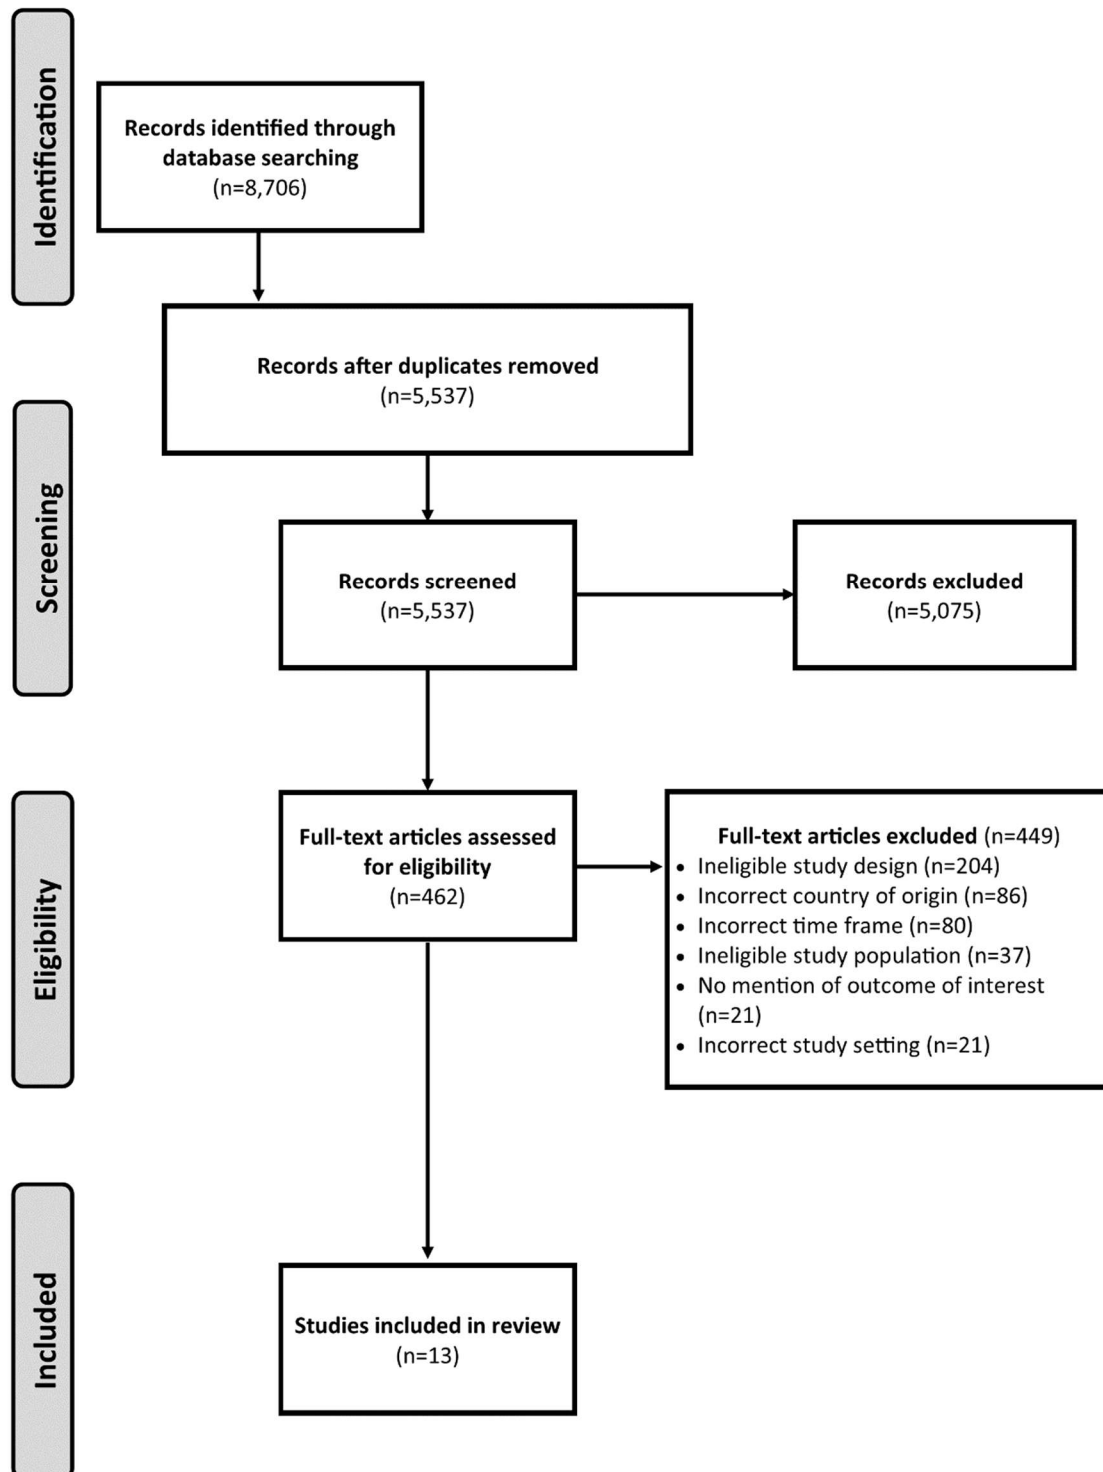 Identification
Records identified through
database searching
(n=8,706)
Records after duplicates removed
(n=5,537)
Screening
Records screened
(n=5,537)
Records excluded
(n=5,075)
Eligibility
Full-text articles assessed
for eligibility
(n=462)
Full-text articles excluded (n=449)
• Ineligible study design (n=204)
• Incorrect country of origin (n=86)
• Incorrect time frame (n=80)
• Ineligible study population (n=37)
• No mention of outcome of interest
(n=21)
• Incorrect study setting (n=21)
Included
Studies included in review
(n=13)